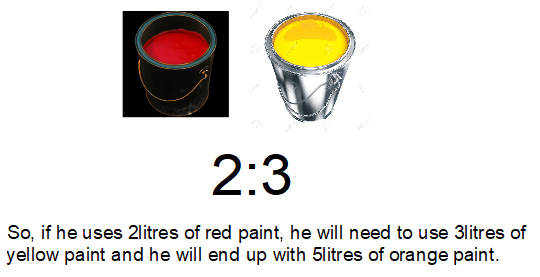 2:3
So, if he uses 2litres of red paint, he will need to use 3litres of
yellow paint and he will end up with 5litres of orange paint.